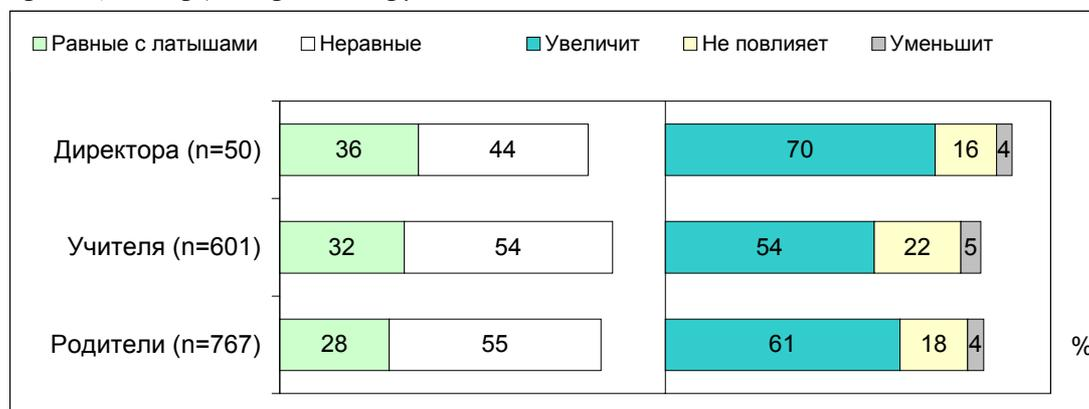 Равные с латышами Неравные Увеличит Не повлияет Уменьшит
Директора (n=50) 36 44 70 16 4
Учителя (n=601) 32 54 54 22 5
Родители (n=767) 28 55 61 18 4 %